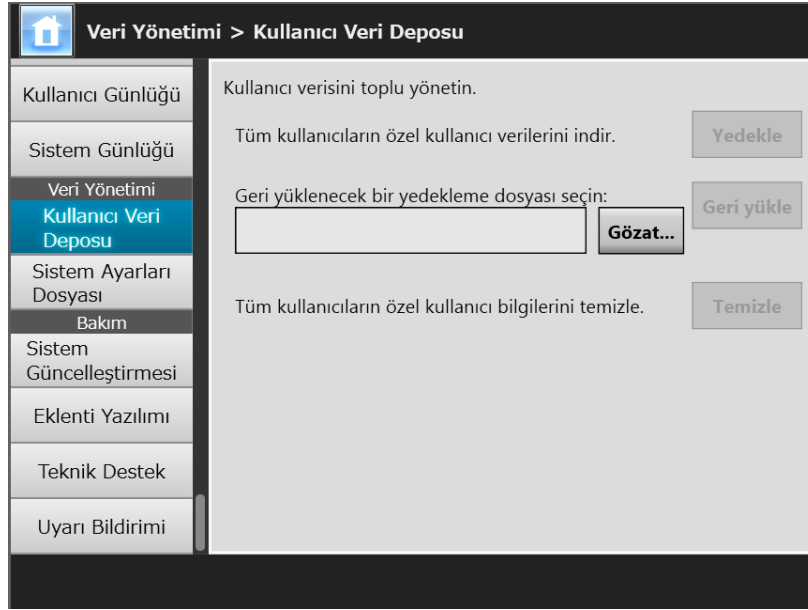 Veri Yönetimi > Kullanıcı Veri Deposu
Kullanıcı Günlüğü
Sistem Günlüğü
Veri Yönetimi
Kullanıcı Veri
Deposu
Sistem Ayarları
Dosyası
Bakım
Sistem
Güncelleştirmesi
Eklenti Yazılımı
Teknik Destek
Uyarı Bildirimi
Kullanıcı verisini toplu yönetin.
Tüm kullanıcıların özel kullanıcı verilerini indir.
Yedekle
Geri yüklenecek bir yedekleme dosyası seçin:
Geri yükle
Gözat...
Tüm kullanıcıların özel kullanıcı bilgilerini temizle.
Temizle